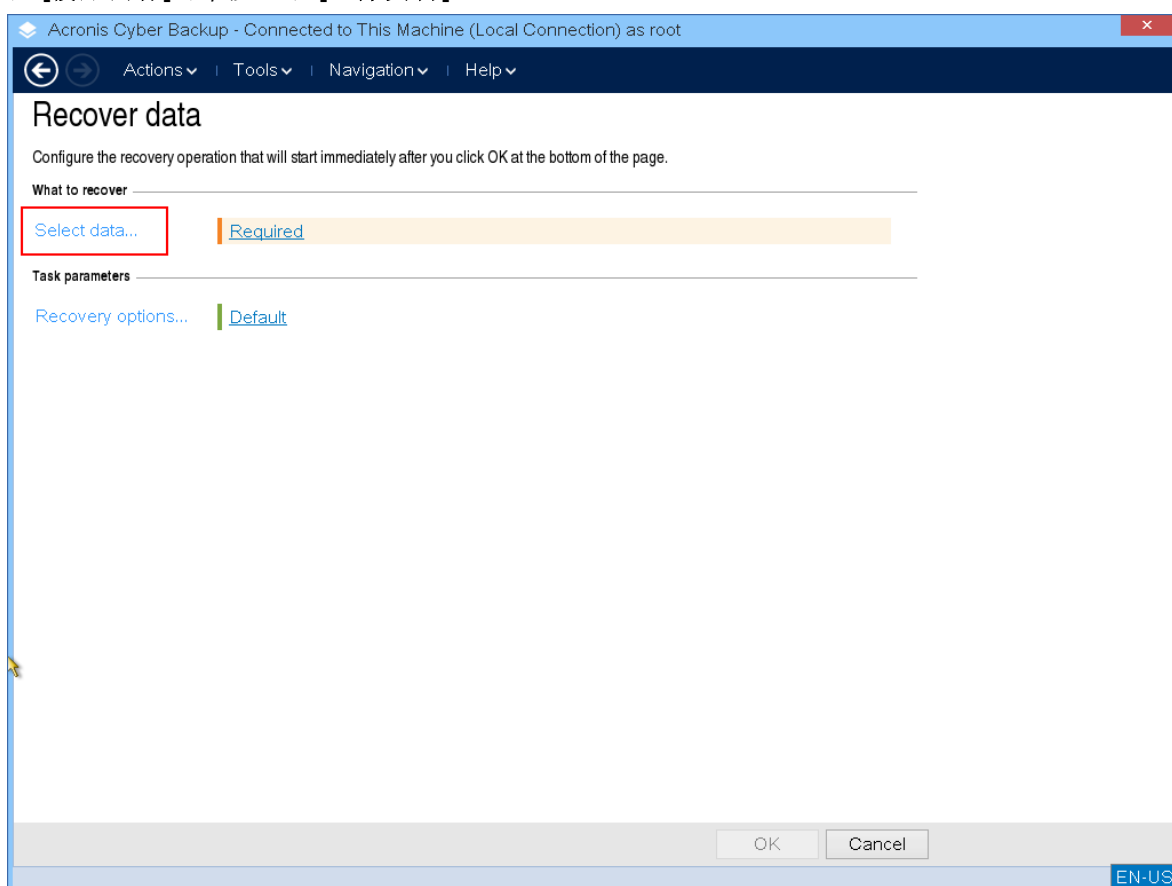 Acronis Cyber Backup - Connected to This Machine (Local Connection) as root
Actions Tools Navigation Help
Recover data
Configure the recovery operation that will start immediately after you click OK at the bottom of the page.
What to recover
Select data... Required
Task parameters
Recovery options... Default
OK Cancel
EN-US